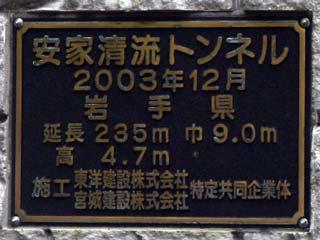 安家清流トンネル
2003年12月
岩手県
延長 235m 巾 9.0m
高 4.7m
施工 東洋建設株式会社 特定共同企業体
宮城建設株式会社